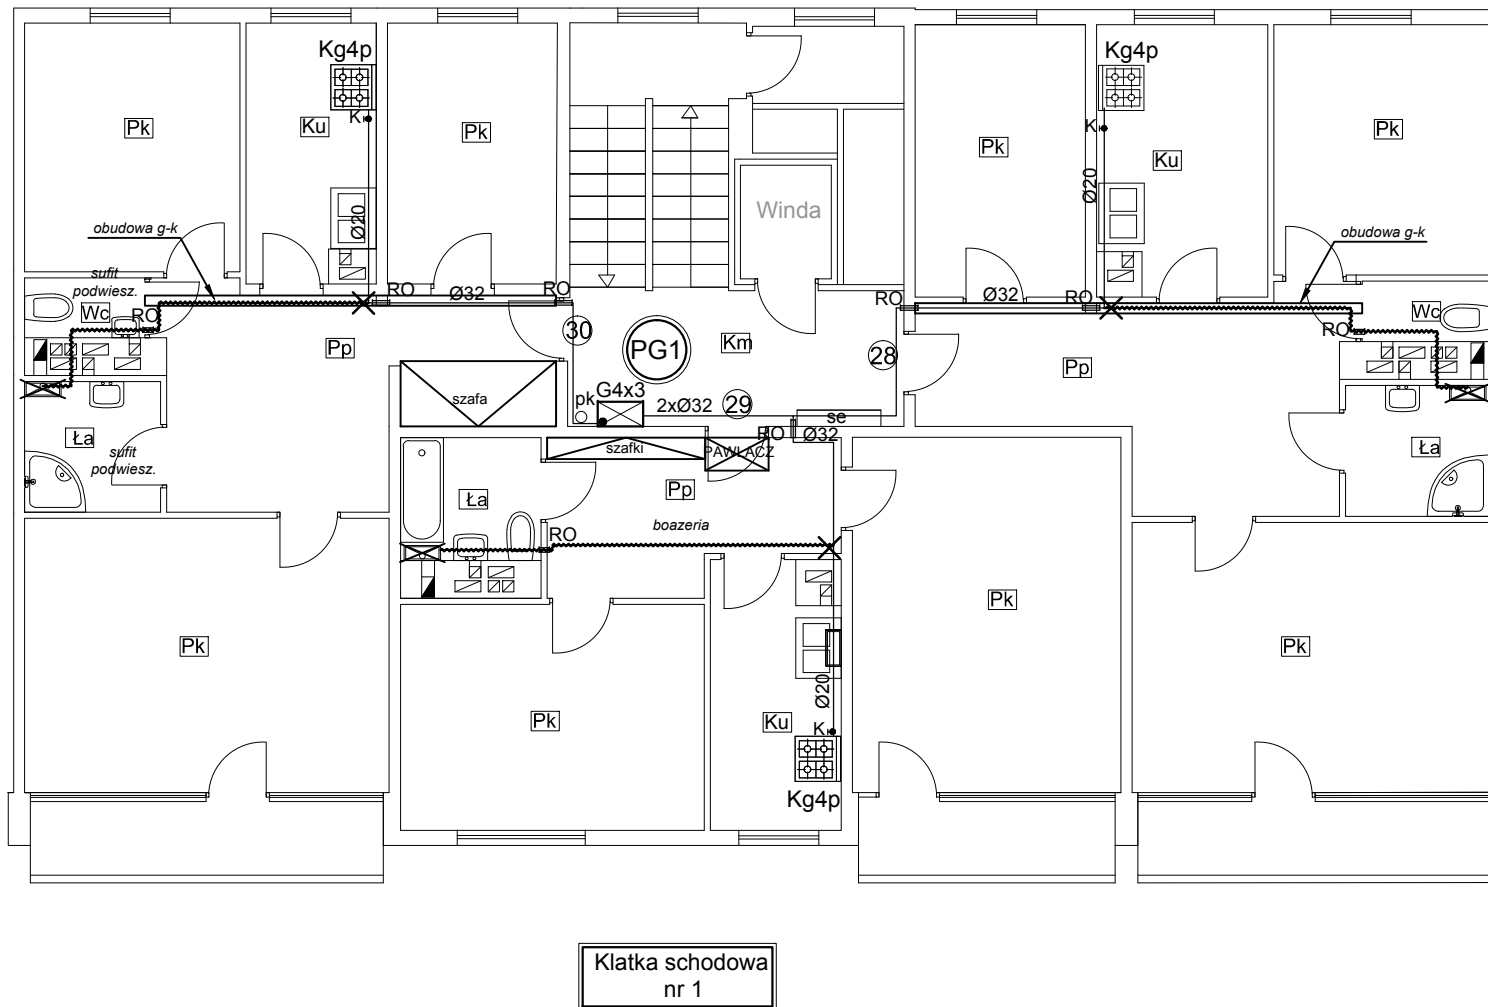 Kg4p
Pk
Ku
K
Pk
Ø20
obudowa g-k
sufit
podwiesz.
Wc
RO
RO
Ø32
RO
30
Pp
Ła
sufit
podwiesz.
szafa
Winda
PG1
Km
28
pk
G4x3
2xØ32
29
se
RO
Ø32
szafki
PAWLACZ
Ła
Pp
RO
boazeria
Kg4p
Pk
K
Ku
Pk
Ø20
obudowa g-k
RO
Ø32
RO
RO
Wc
Pp
Ła
Pk
Pk
Ku
Ø20
K
Kg4p
Pk
Pk
Klatka schodowa
nr 1